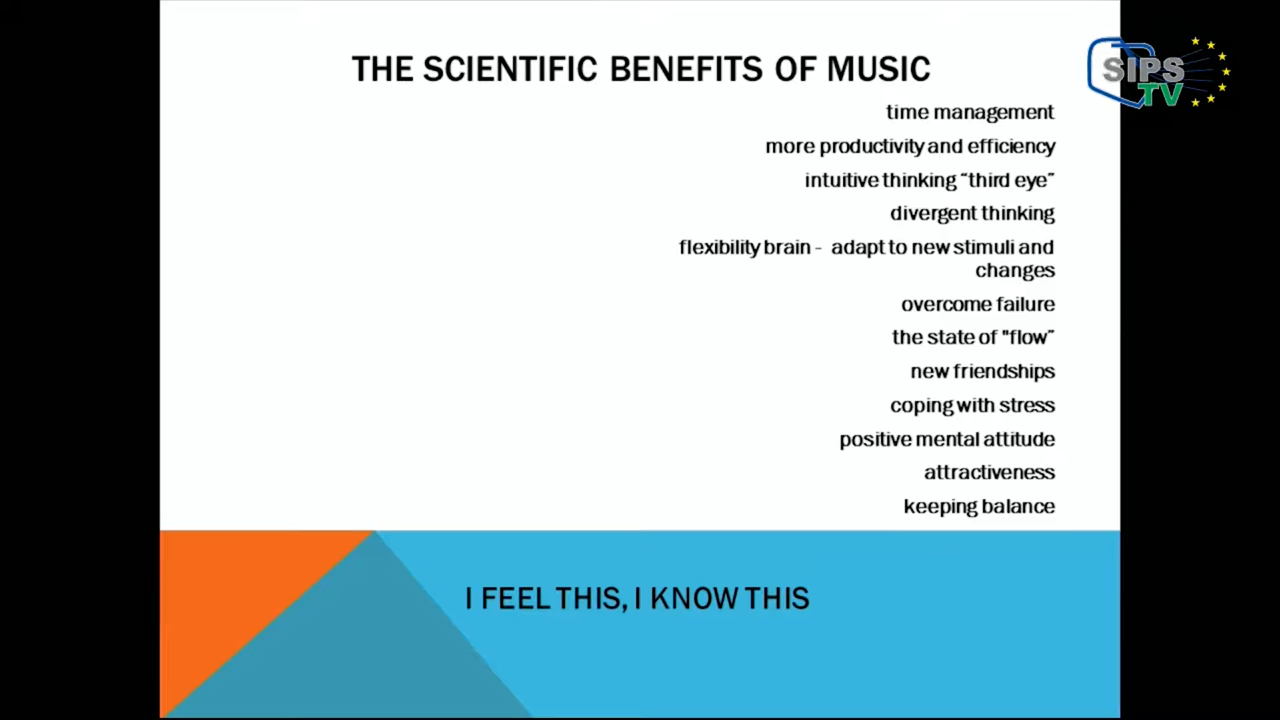 THE SCIENTIFIC BENEFITS OF MUSIC
SIPS
TV
time management
more productivity and efficiency
intuitive thinking “third eye”
divergent thinking
flexibility brain - adapt to new stimuli and
changes
overcome failure
the state of "flow”
new friendships
coping with stress
positive mental attitude
attractiveness
keeping balance
I FEEL THIS, I KNOW THIS